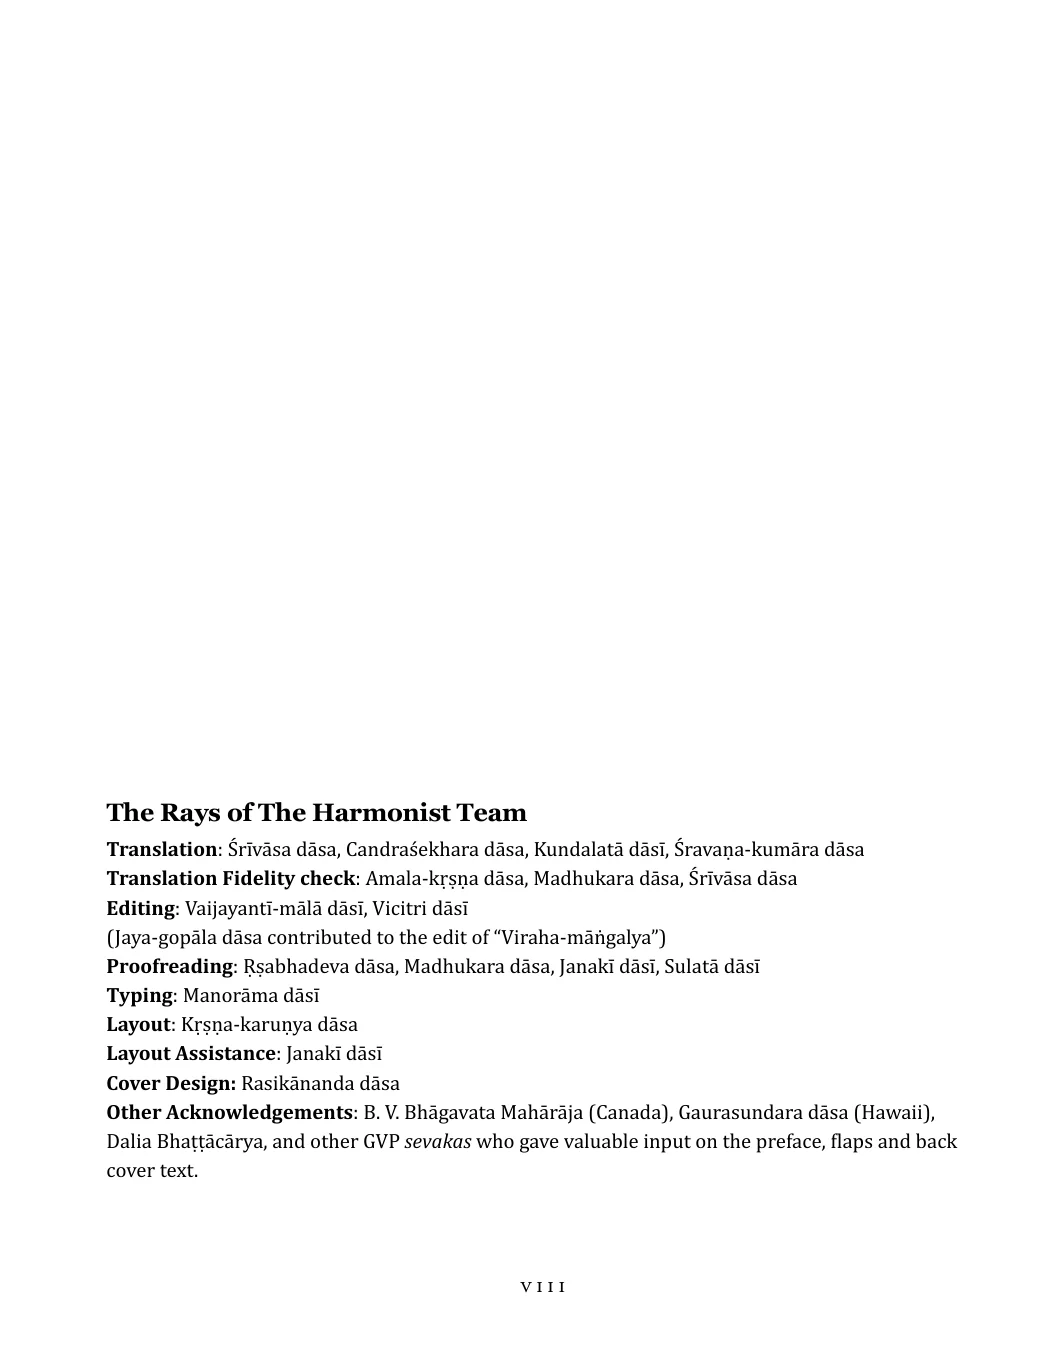 The Rays of The Harmonist Team
Translation: Śrīvāsa dāsa, Candraśekhara dāsa, Kundalatā dāsī, Śravaṇa-kumāra dāsa
Translation Fidelity check: Amala-kṛṣṇa dāsa, Madhukara dāsa, Śrīvāsa dāsa
Editing: Vaijayantī-mālā dāsī, Vicitri dāsī
(Jaya-gopāla dāsa contributed to the edit of “Viraha-māṅgalya”)
Proofreading: Ṛṣabhadeva dāsa, Madhukara dāsa, Janakī dāsī, Sulatā dāsī
Typing: Manorāma dāsī
Layout: Kṛṣṇa-karuṇya dāsa
Layout Assistance: Janakī dāsī
Cover Design: Rasikānanda dāsa
Other Acknowledgements: B. V. Bhāgavata Mahārāja (Canada), Gaurasundara dāsa (Hawaii),
Dalia Bhaṭṭācārya, and other GVP sevakas who gave valuable input on the preface, flaps and back
cover text.
VIII